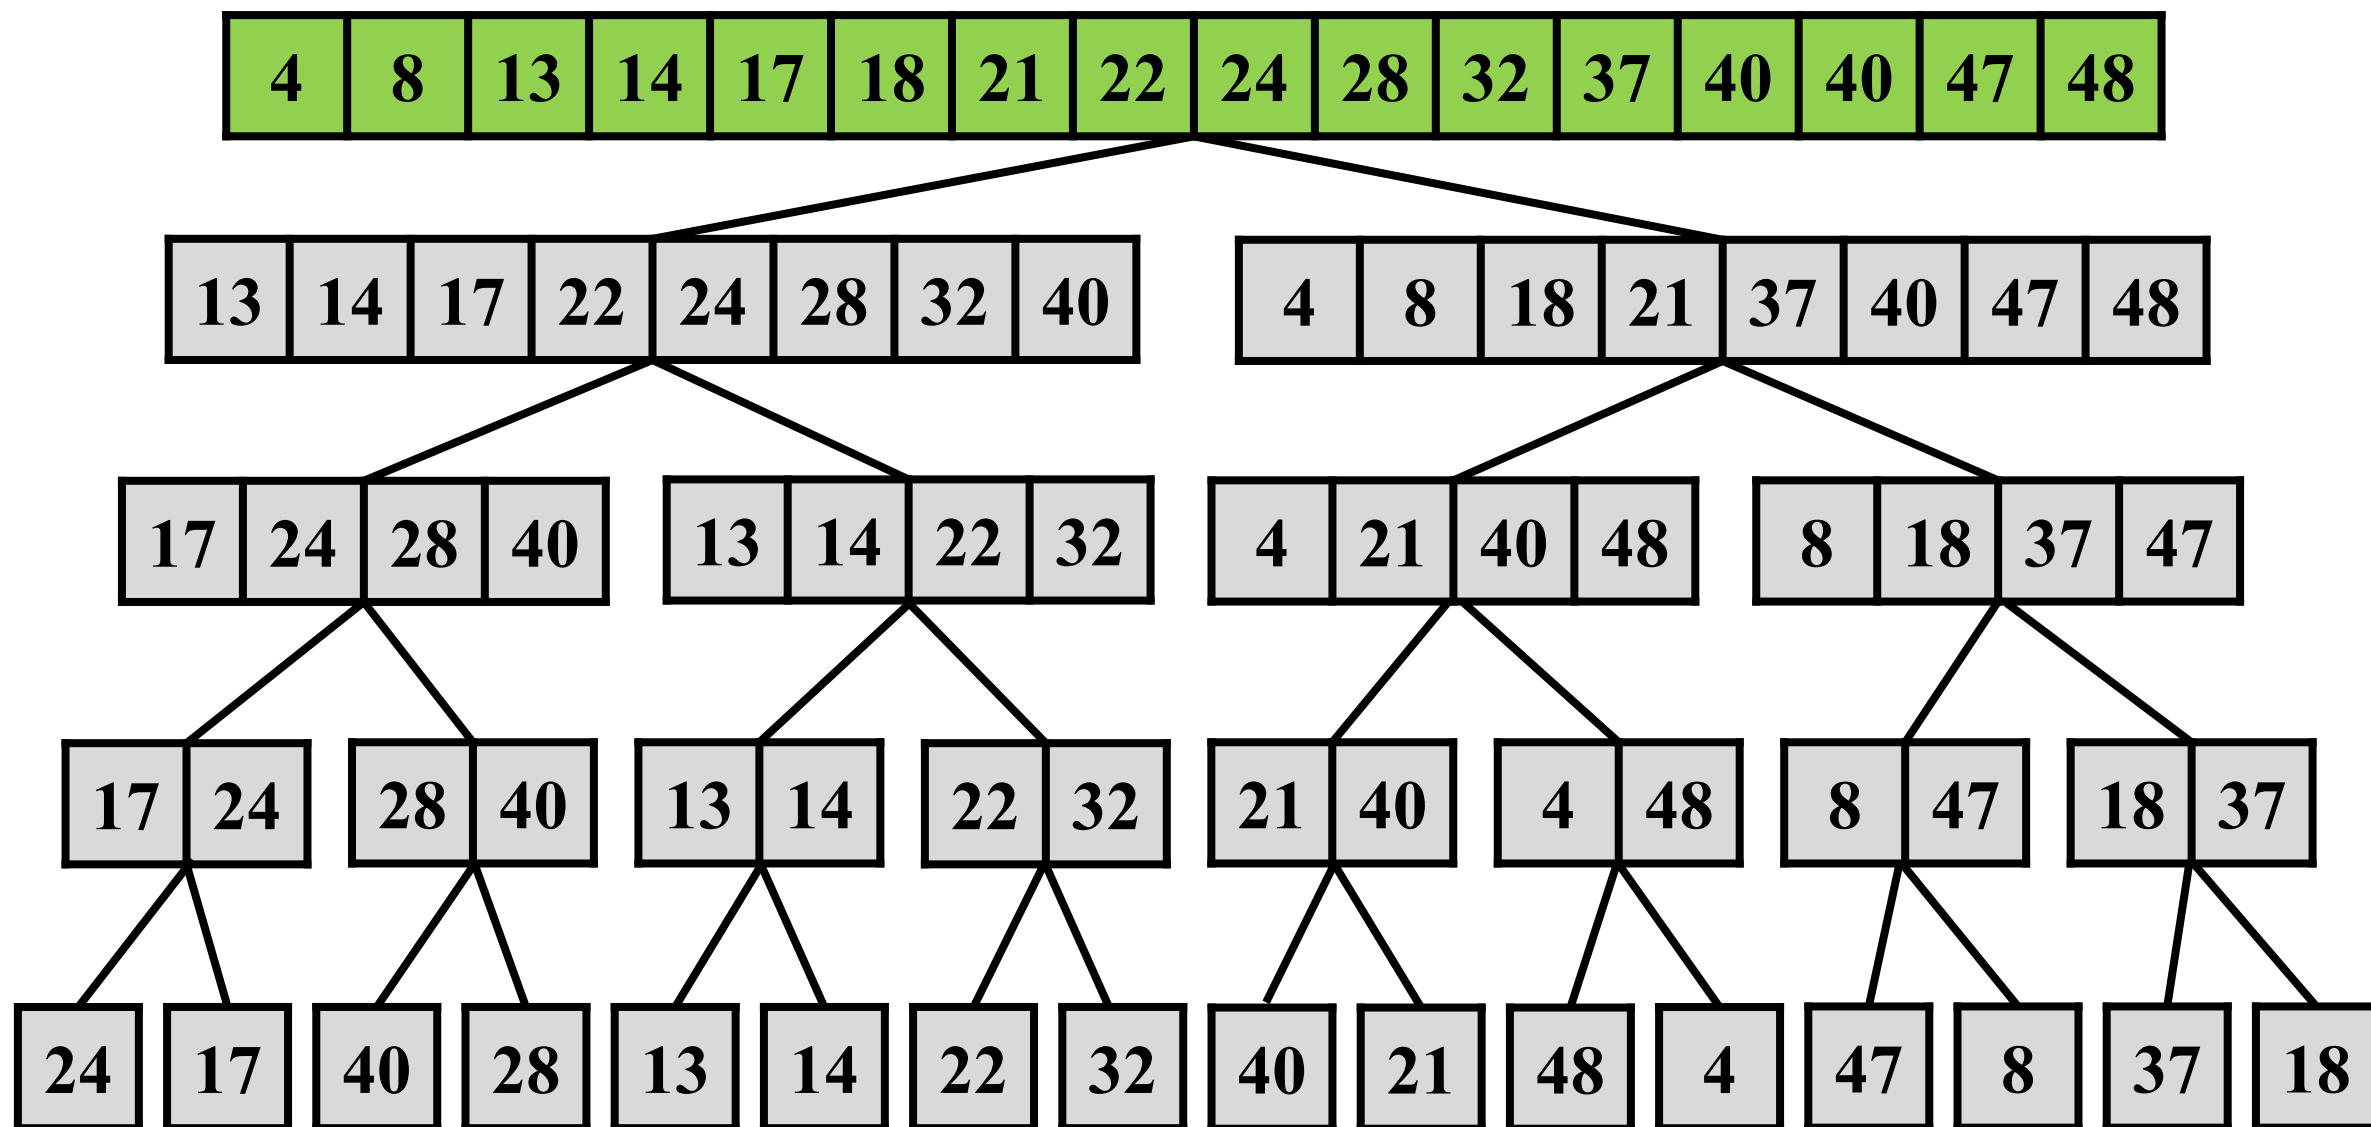 4 8 13 14 17 18 21 22 24 28 32 37 40 40 47 48
13 14 17 22 24 28 32 40 4 8 18 21 37 40 47 48
17 24 28 40 13 14 22 32 4 21 40 48 8 18 37 47
17 24 28 40 13 14 22 32 21 40 4 48 8 47 18 37
24 17 40 28 13 14 22 32 40 21 48 4 47 8 37 18